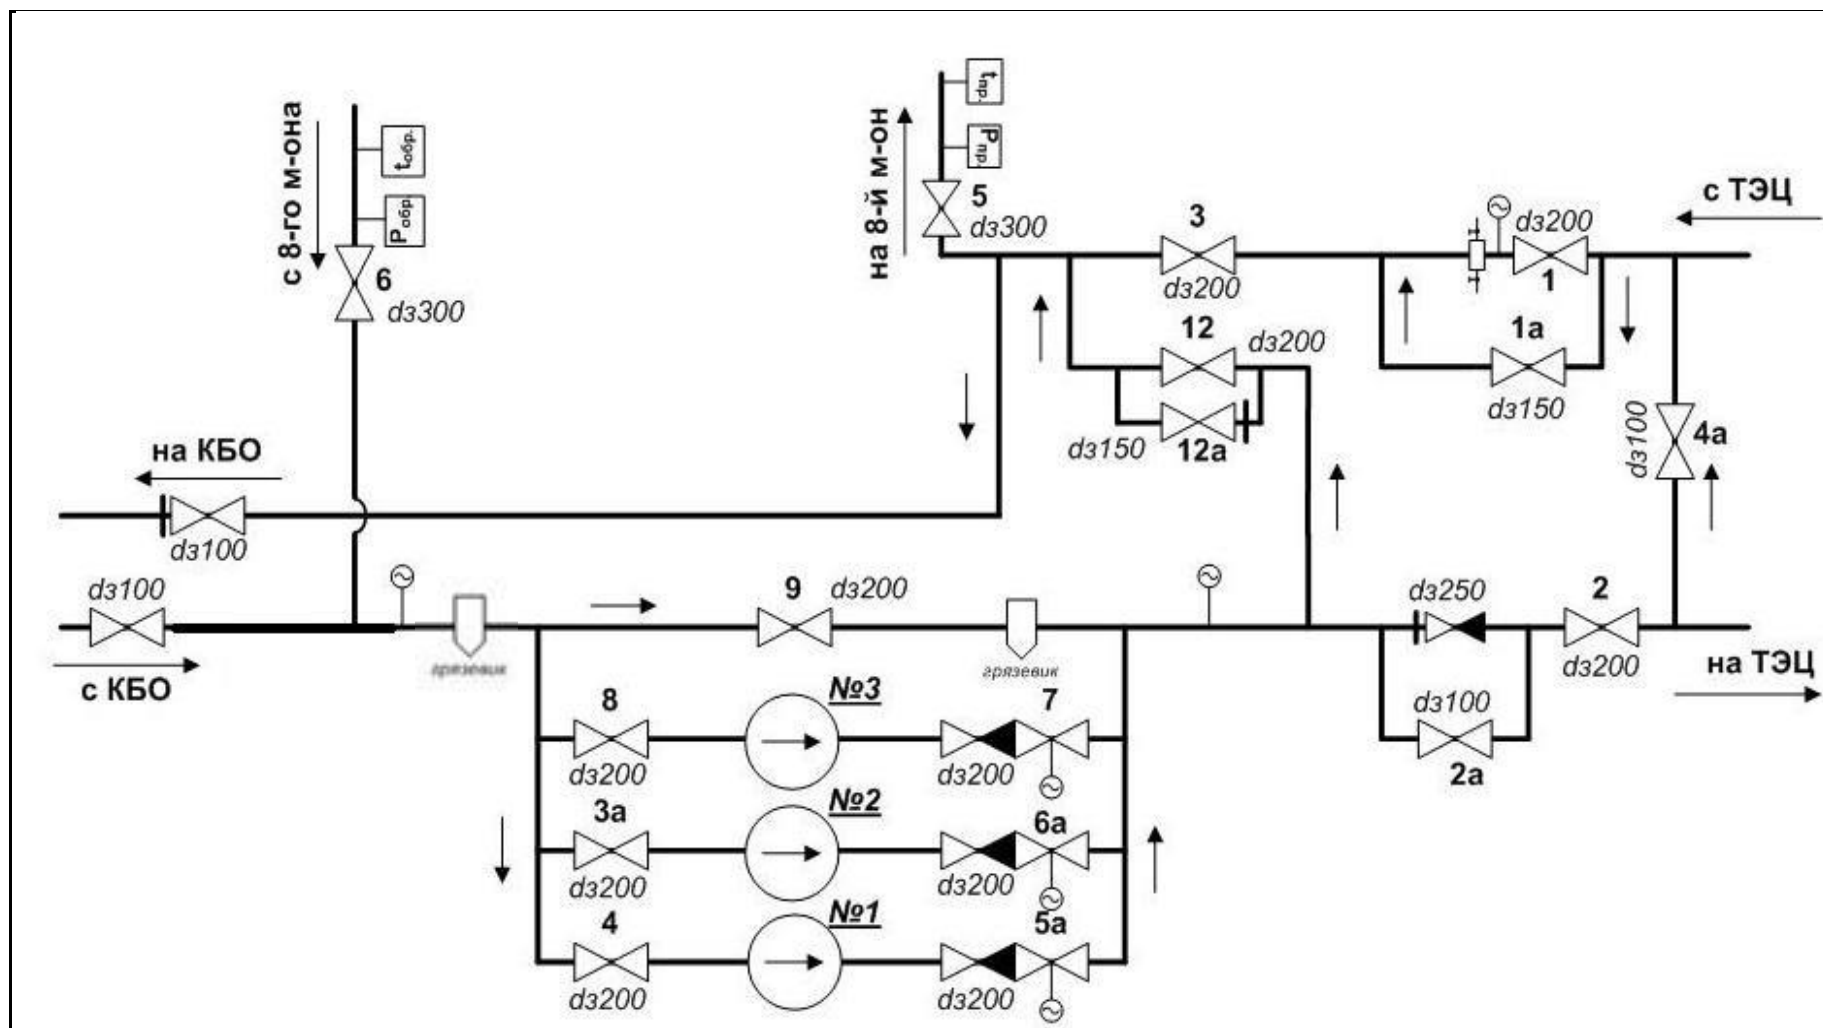 с 8-го м-она
tобр.
Pобр.
6
dз300
на 8-й м-он
tпр.
Pпр.
5
dз300
3
dз200
с ТЭЦ
dз200
1
1а
dз150
12
dз200
dз150
12а
dз100
4а
на КБО
dз100
dз100
с КБО
грязевик
9
dз200
грязевик
dз250
2
dз200
на ТЭЦ
dз100
2а
8
dз200
№3
7
dз200
3а
dз200
№2
6а
dз200
4
dз200
№1
5а
dз200